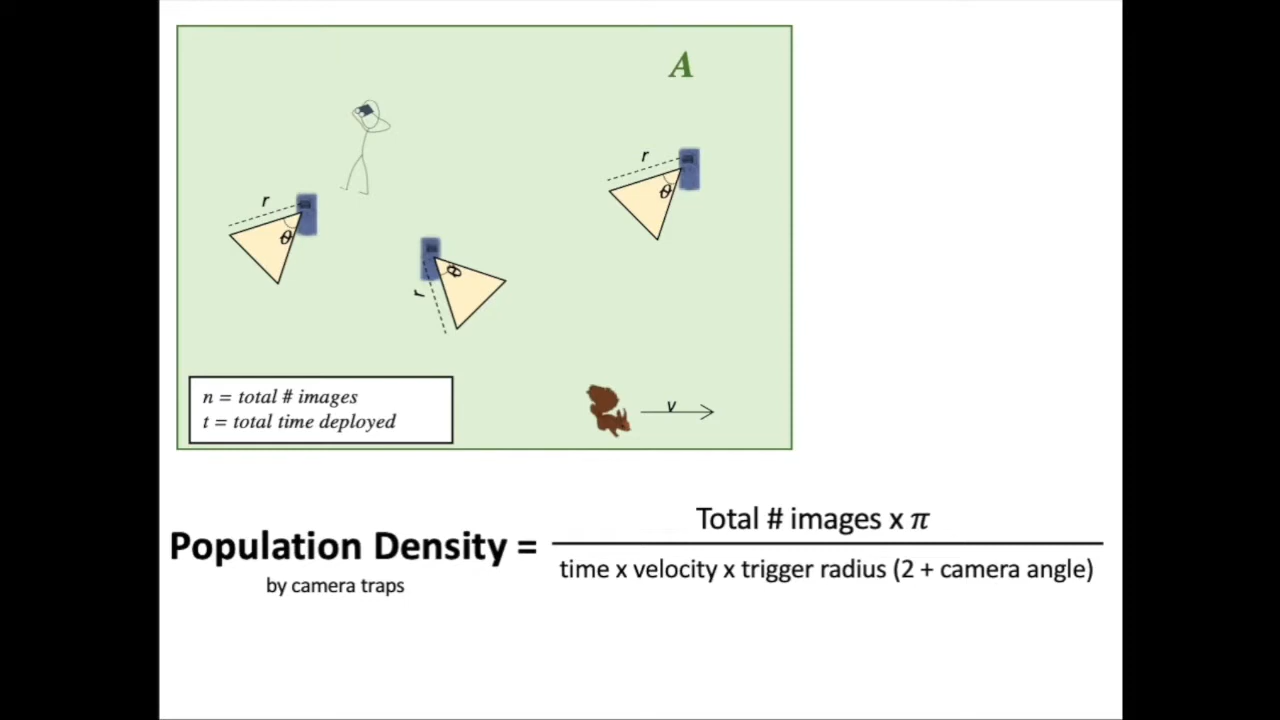 A
r
θ
r
θ
r
θ
n = total # images
t = total time deployed
v
Total # images x π
Population Density =
time x velocity x trigger radius (2 + camera angle)
by camera traps